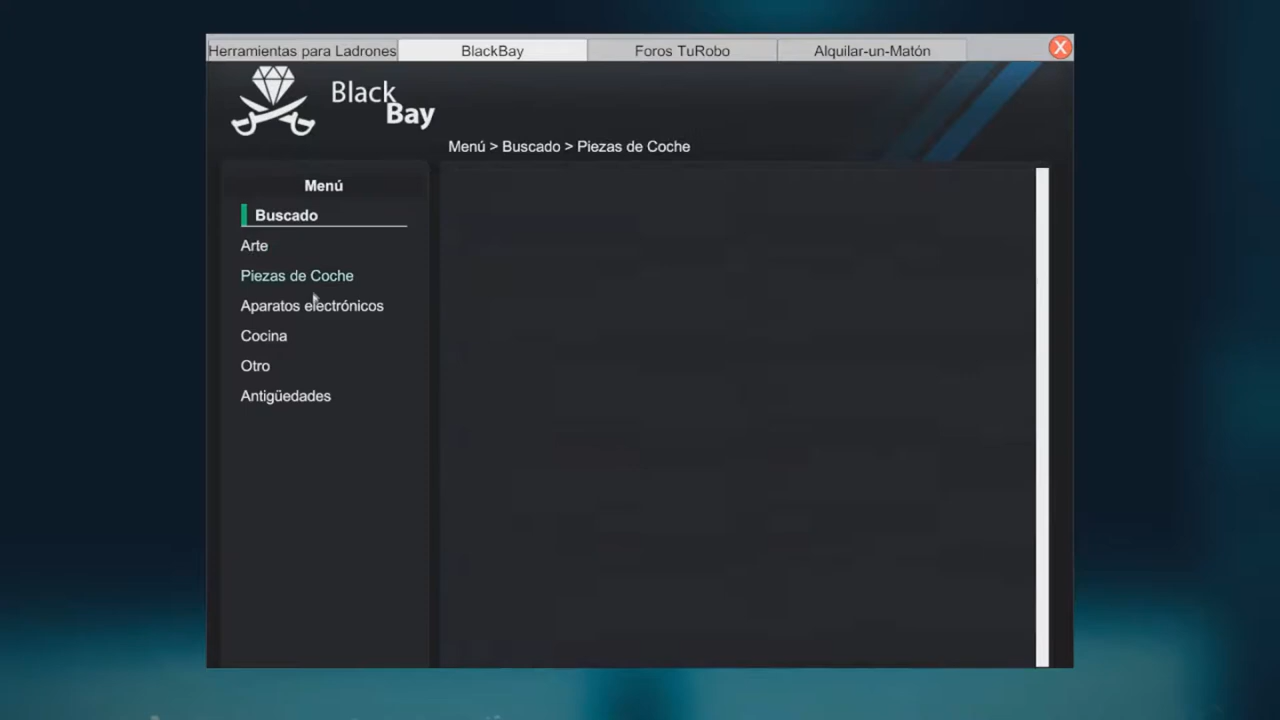 Herramientas para Ladrones
BlackBay
Foros TuRobo
Alquilar-un-Matón
X
Black
Bay
Menú > Buscado > Piezas de Coche
Menú
Buscado
Arte
Piezas de Coche
Aparatos electrónicos
Cocina
Otro
Antigüedades